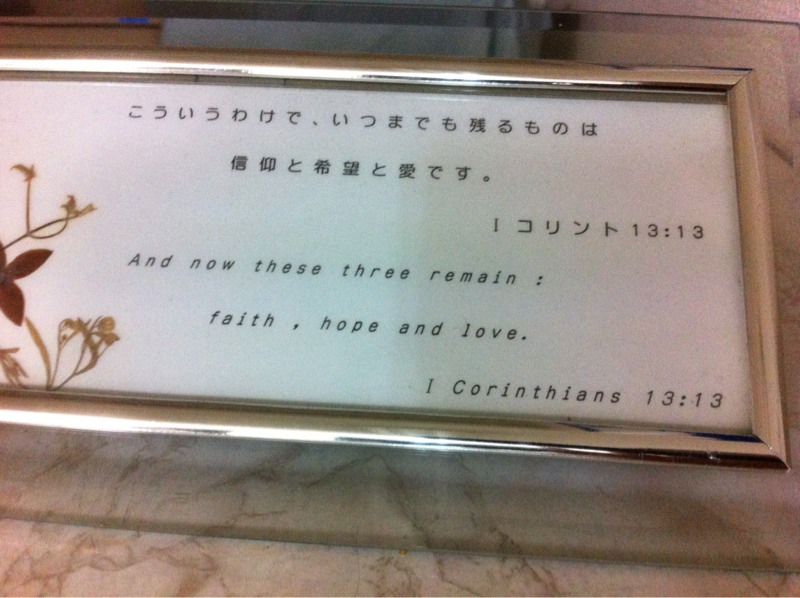 こういうわけで、いつまでも残るものは
信仰と希望と愛です。
I コリント13:13
And now these three remain :
faith , hope and love.
I Corinthians 13:13